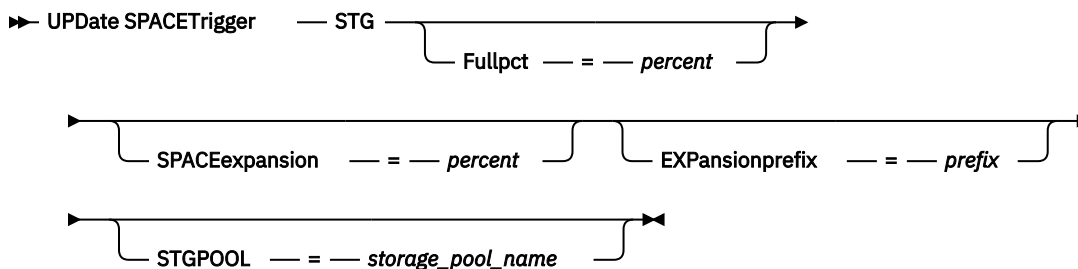 UPDate SPACETrigger STG
Fullpct = percent
SPACEexpansion = percent EXPansionprefix = prefix
STGPOOL = storage_pool_name